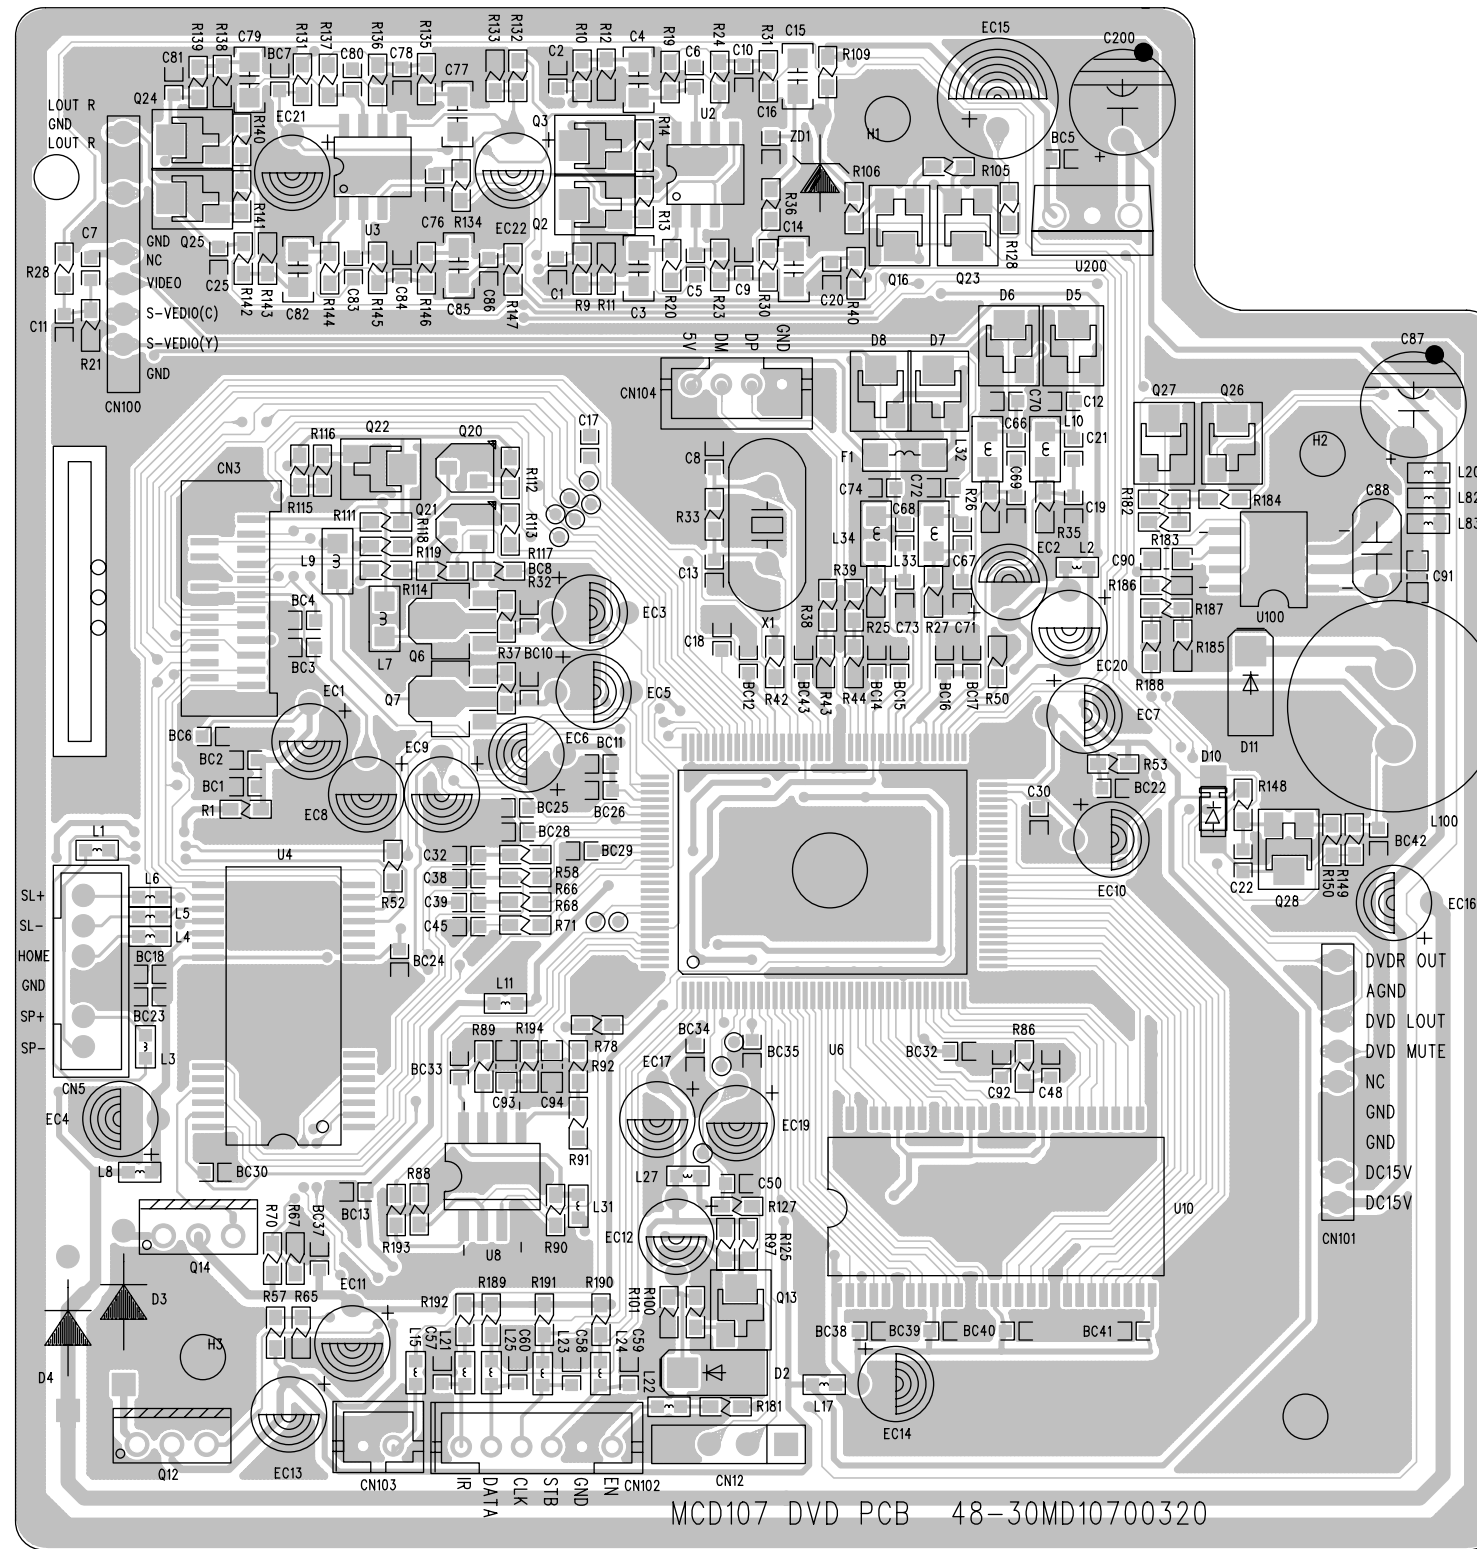 R139
R138
C79
R131
R137
C80
R136
C78
R135
R133
R132
C2
R10
R12
C4
R19
C6
R24
C10
R31
C15
R109
EC15
C200
C81
BC7
C77
Q24
EC21
Q3
R14
U2
C16
ZD1
H1
BC5
LOUT R
GND
LOUT R
R140
R106
R105
R141
U3
C76
R134
EC22
Q2
R13
R36
C14
R128
C7
GND
NC
Q25
C25
R28
VIDEO
R142
R143
C82
R144
C83
R145
C84
R146
C85
C86
R147
C1
R9
R11
C3
R20
C5
R23
C9
R30
C20
R40
Q16
Q23
U200
D6
D5
C11
S-VEDIO(C)
S-VEDIO(Y)
R21
GND
CN100
5V
DM
DP
GND
D8
D7
C87
CN104
C70
C12
Q27
Q26
Q22
Q20
C17
R116
CN3
C8
F1
L32
C66
L10
C21
H2
L20
R115
R112
C74
C72
R26
C69
C19
R182
R184
C88
L82
R111
Q21
R118
R113
R33
C68
R35
R183
L83
L9
R119
R117
L34
EC2
L2
C90
R114
BC8
R32
C13
R39
L33
C67
R186
C91
BC4
EC3
R38
R25
C73
R27
C71
R187
U100
BC3
L7
Q6
R37
BC10
C18
X1
EC20
R185
EC1
Q7
EC5
BC12
R42
BC43
R43
R44
BC14
BC15
BC16
BC17
R50
R188
EC7
BC6
BC2
EC9
EC6
BC11
D11
BC1
D10
R1
EC8
BC25
BC26
R53
R148
BC22
C30
L100
L1
BC28
U4
C32
BC29
BC42
R58
C38
L6
R66
EC10
R150
R149
SL+
R52
C39
R68
C22
Q28
EC16
L5
SL-
C45
R71
L4
HOME
BC18
BC24
DVDR OUT
GND
L11
AGND
SP+
BC23
R89
R194
DVD LOUT
R78
BC34
R86
SP-
L3
BC35
U6
BC32
DVD MUTE
BC33
R92
EC17
CN5
NC
C93
C94
C92
C48
EC4
EC19
GND
R91
GND
L8
BC30
R88
L27
DC15V
BC13
C50
L31
R127
DC15V
R70
R67
BC37
U10
R193
U8
R90
EC12
R97
R125
CN101
Q14
EC11
D3
R57
R65
R192
R189
R191
R190
R101
R100
Q13
H3
BC38
BC39
BC40
BC41
L15
C57
L21
L25
C60
L23
C58
L24
C59
D4
L22
D2
R181
L17
EC14
Q12
EC13
CN103
IR
DATA
CLK
STB
GND
EN
CN102
CN12
MCD107 DVD PCB 48-30MD10700320